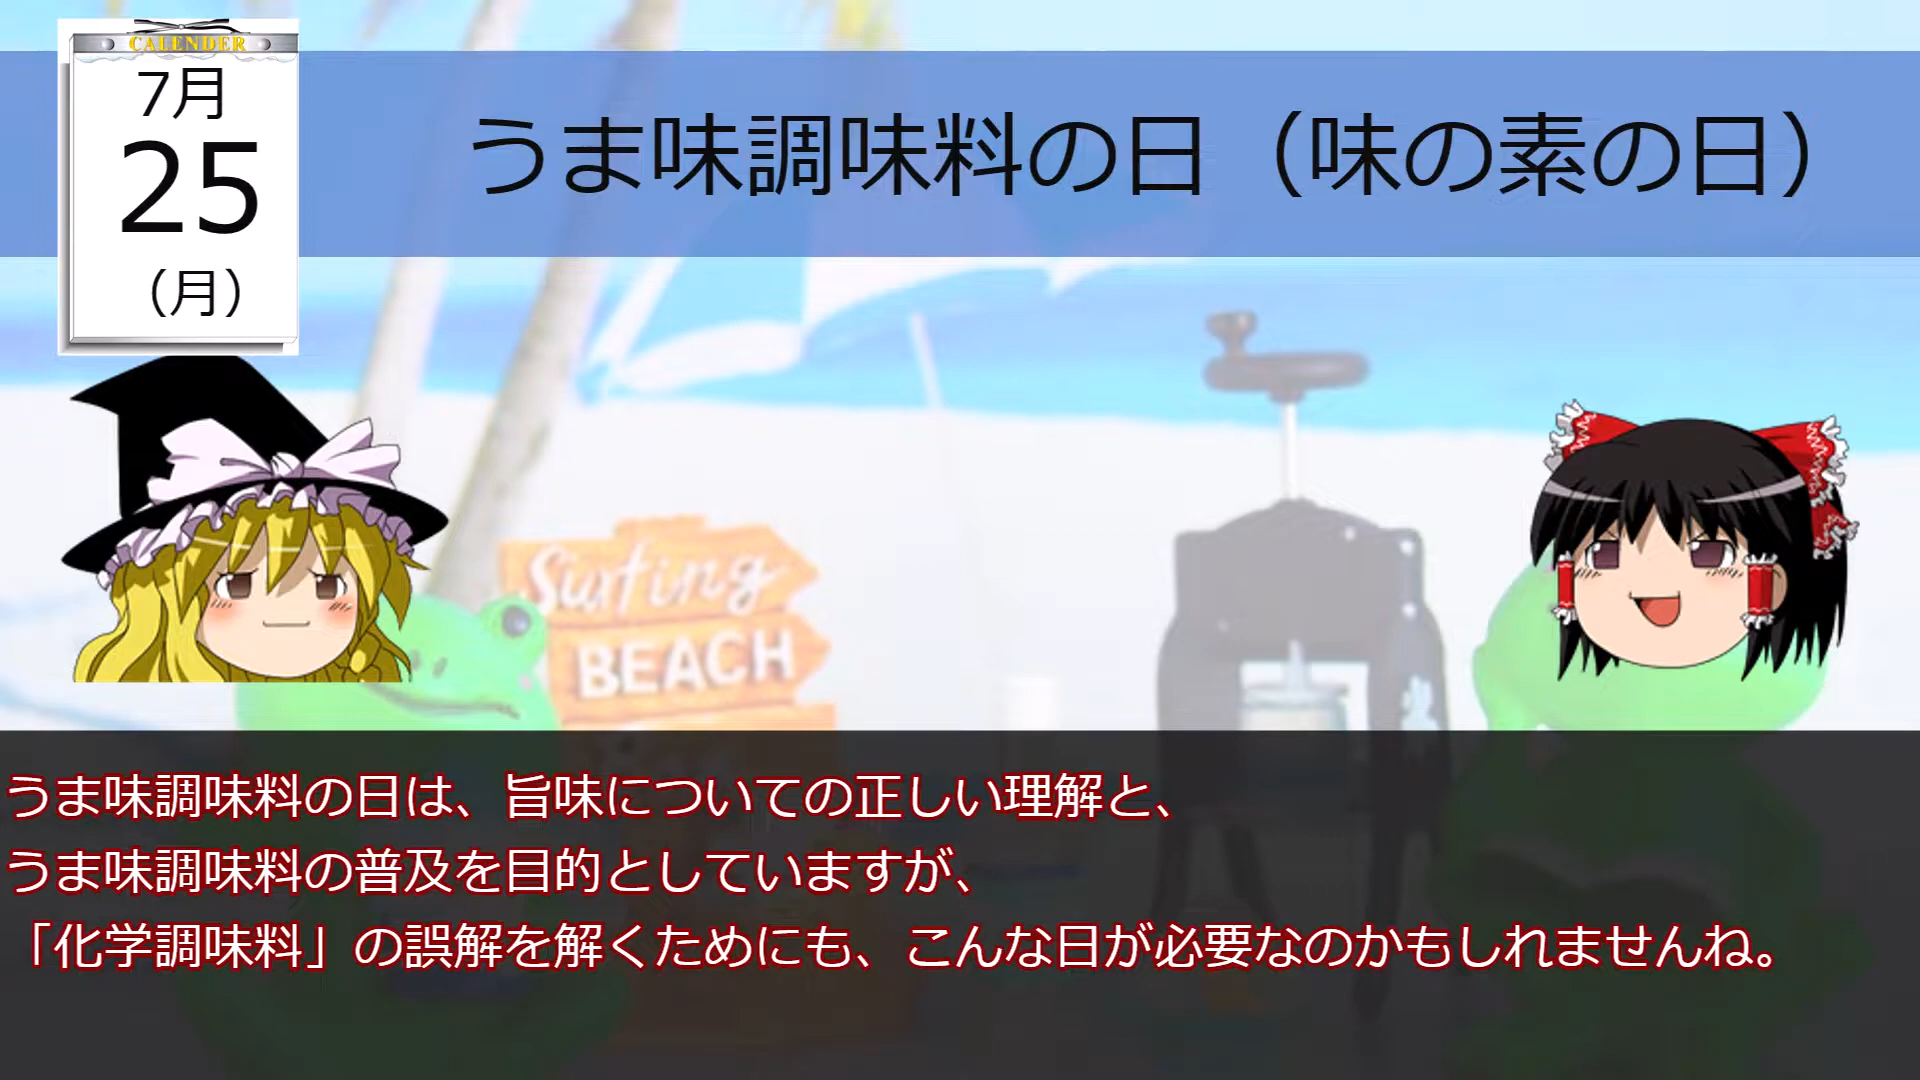 CALENDER
7月
25
（月）
うま味調味料の日（味の素の日）
Surfing
BEACH
うま味調味料の日は、旨味についての正しい理解と、
うま味調味料の普及を目的としていますが、
「化学調味料」の誤解を解くためにも、こんな日が必要なのかもしれませんね。